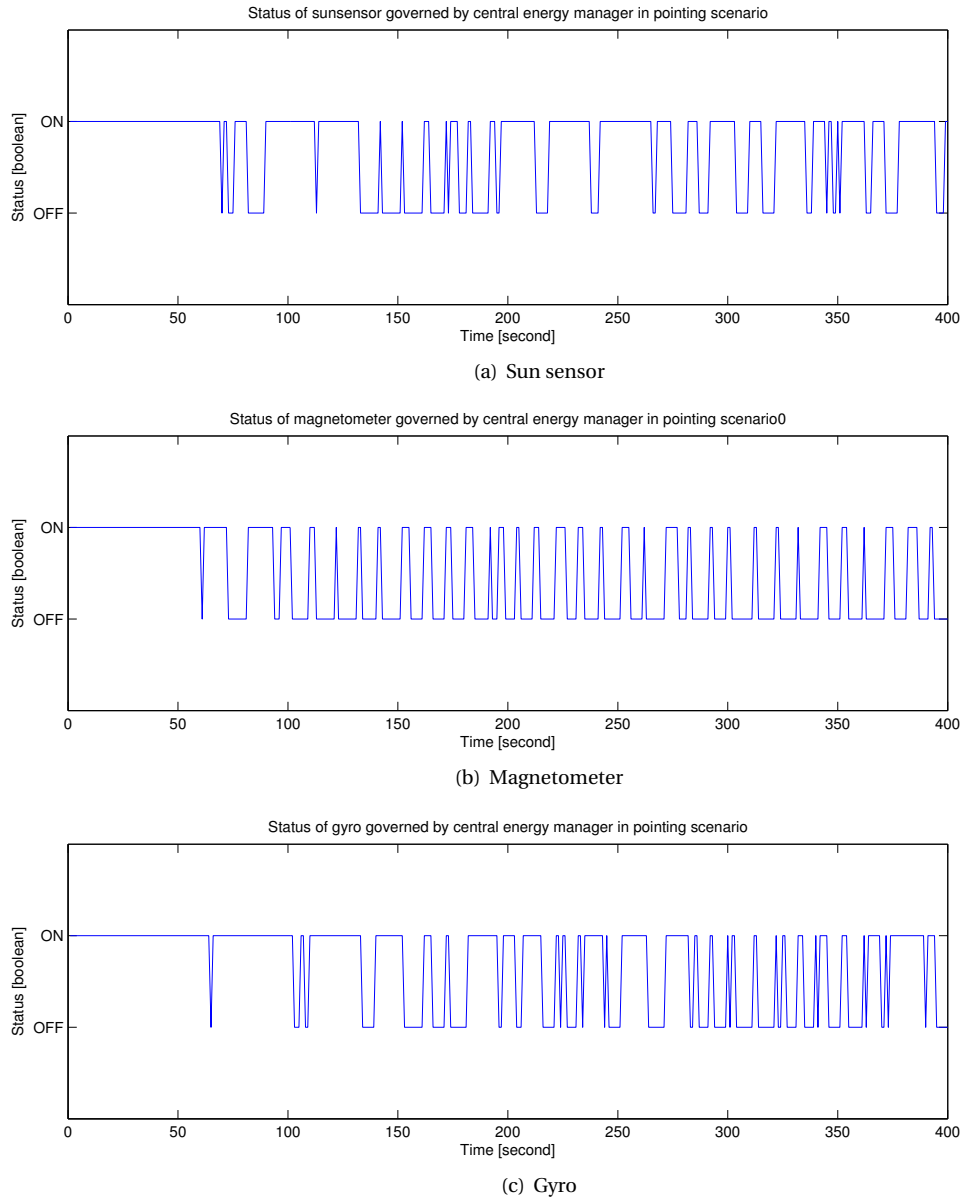 Status of sunsensor governed by central energy manager in pointing scenario
Status [boolean]
ON
OFF
0 50 100 150 200 250 300 350 400
Time [second]
(a) Sun sensor
Status of magnetometer governed by central energy manager in pointing scenario0
Status [boolean]
ON
OFF
0 50 100 150 200 250 300 350 400
Time [second]
(b) Magnetometer
Status of gyro governed by central energy manager in pointing scenario
Status [boolean]
ON
OFF
0 50 100 150 200 250 300 350 400
Time [second]
(c) Gyro